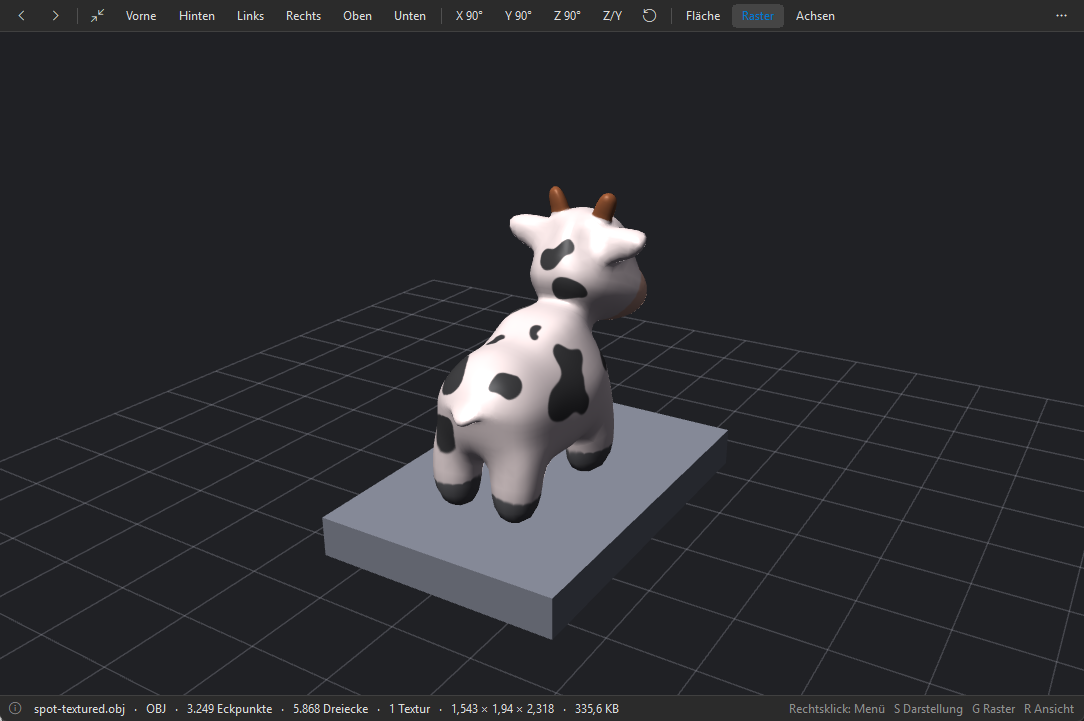 Vorne Hinten Links Rechts Oben Unten X 90° Y 90° Z 90° Z/Y Fläche Raster Achsen ...
spot-textured.obj · OBJ · 3.249 Eckpunkte · 5.868 Dreiecke · 1 Textur · 1,543 × 1,94 × 2,318 · 335,6 KB Rechtsklick: Menü S Darstellung G Raster R Ansicht